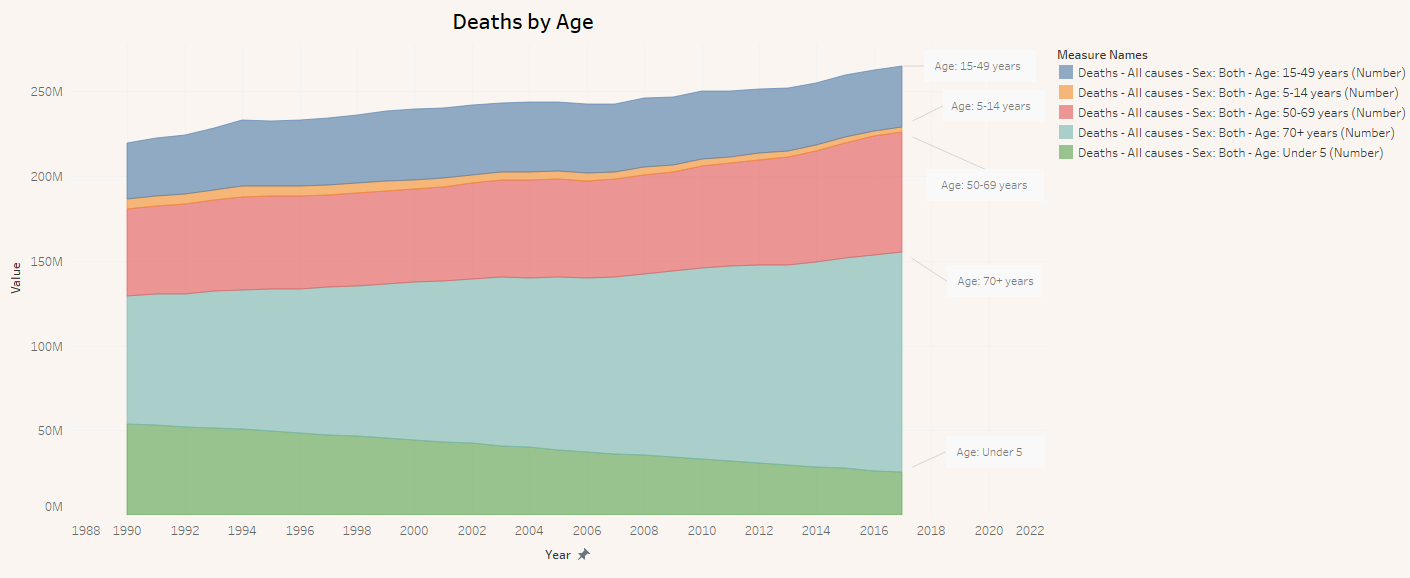 Deaths by Age
Value
250M
200M
150M
100M
50M
0M
1988 1990 1992 1994 1996 1998 2000 2002 2004 2006 2008 2010 2012 2014 2016 2018 2020 2022
Year
Age: 15-49 years
Age: 5-14 years
Age: 50-69 years
Age: 70+ years
Age: Under 5
Measure Names
Deaths - All causes - Sex: Both - Age: 15-49 years (Number)
Deaths - All causes - Sex: Both - Age: 5-14 years (Number)
Deaths - All causes - Sex: Both - Age: 50-69 years (Number)
Deaths - All causes - Sex: Both - Age: 70+ years (Number)
Deaths - All causes - Sex: Both - Age: Under 5 (Number)